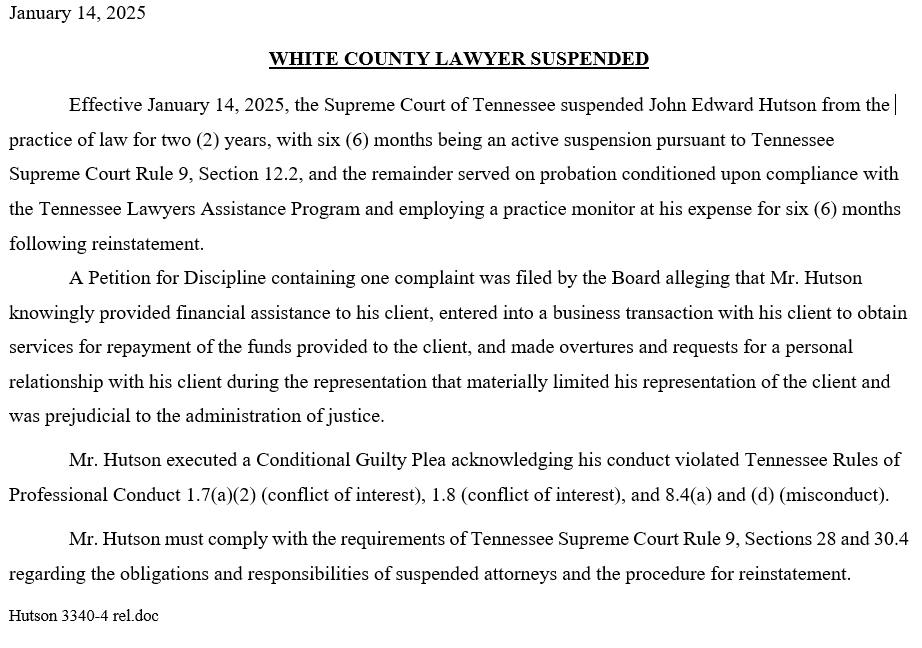 January 14, 2025
WHITE COUNTY LAWYER SUSPENDED
Effective January 14, 2025, the Supreme Court of Tennessee suspended John Edward Hutson from the
practice of law for two (2) years, with six (6) months being an active suspension pursuant to Tennessee
Supreme Court Rule 9, Section 12.2, and the remainder served on probation conditioned upon compliance with
the Tennessee Lawyers Assistance Program and employing a practice monitor at his expense for six (6) months
following reinstatement.
A Petition for Discipline containing one complaint was filed by the Board alleging that Mr. Hutson
knowingly provided financial assistance to his client, entered into a business transaction with his client to obtain
services for repayment of the funds provided to the client, and made overtures and requests for a personal
relationship with his client during the representation that materially limited his representation of the client and
was prejudicial to the administration of justice.
Mr. Hutson executed a Conditional Guilty Plea acknowledging his conduct violated Tennessee Rules of
Professional Conduct 1.7(a)(2) (conflict of interest), 1.8 (conflict of interest), and 8.4(a) and (d) (misconduct).
Mr. Hutson must comply with the requirements of Tennessee Supreme Court Rule 9, Sections 28 and 30.4
regarding the obligations and responsibilities of suspended attorneys and the procedure for reinstatement.
Hutson 3340-4 rel.doc